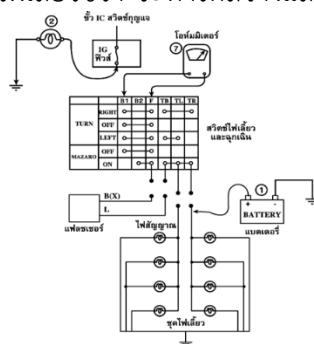 ②
ขั้ว IC สวิตช์กุญแจ
IG
ฟิวส์
โอห์มมิเตอร์
⑦
B1 B2 F TB TL TR
TURN
RIGHT
OFF
LEFT
MAZARO
OFF
ON
สวิตช์ไฟเลี้ยว
และฉุกเฉิน
B(X)
L
แฟลชเชอร์
①
+ -
BATTERY
แบตเตอรี่
ไฟสัญญาณ
ชุดไฟเลี้ยว